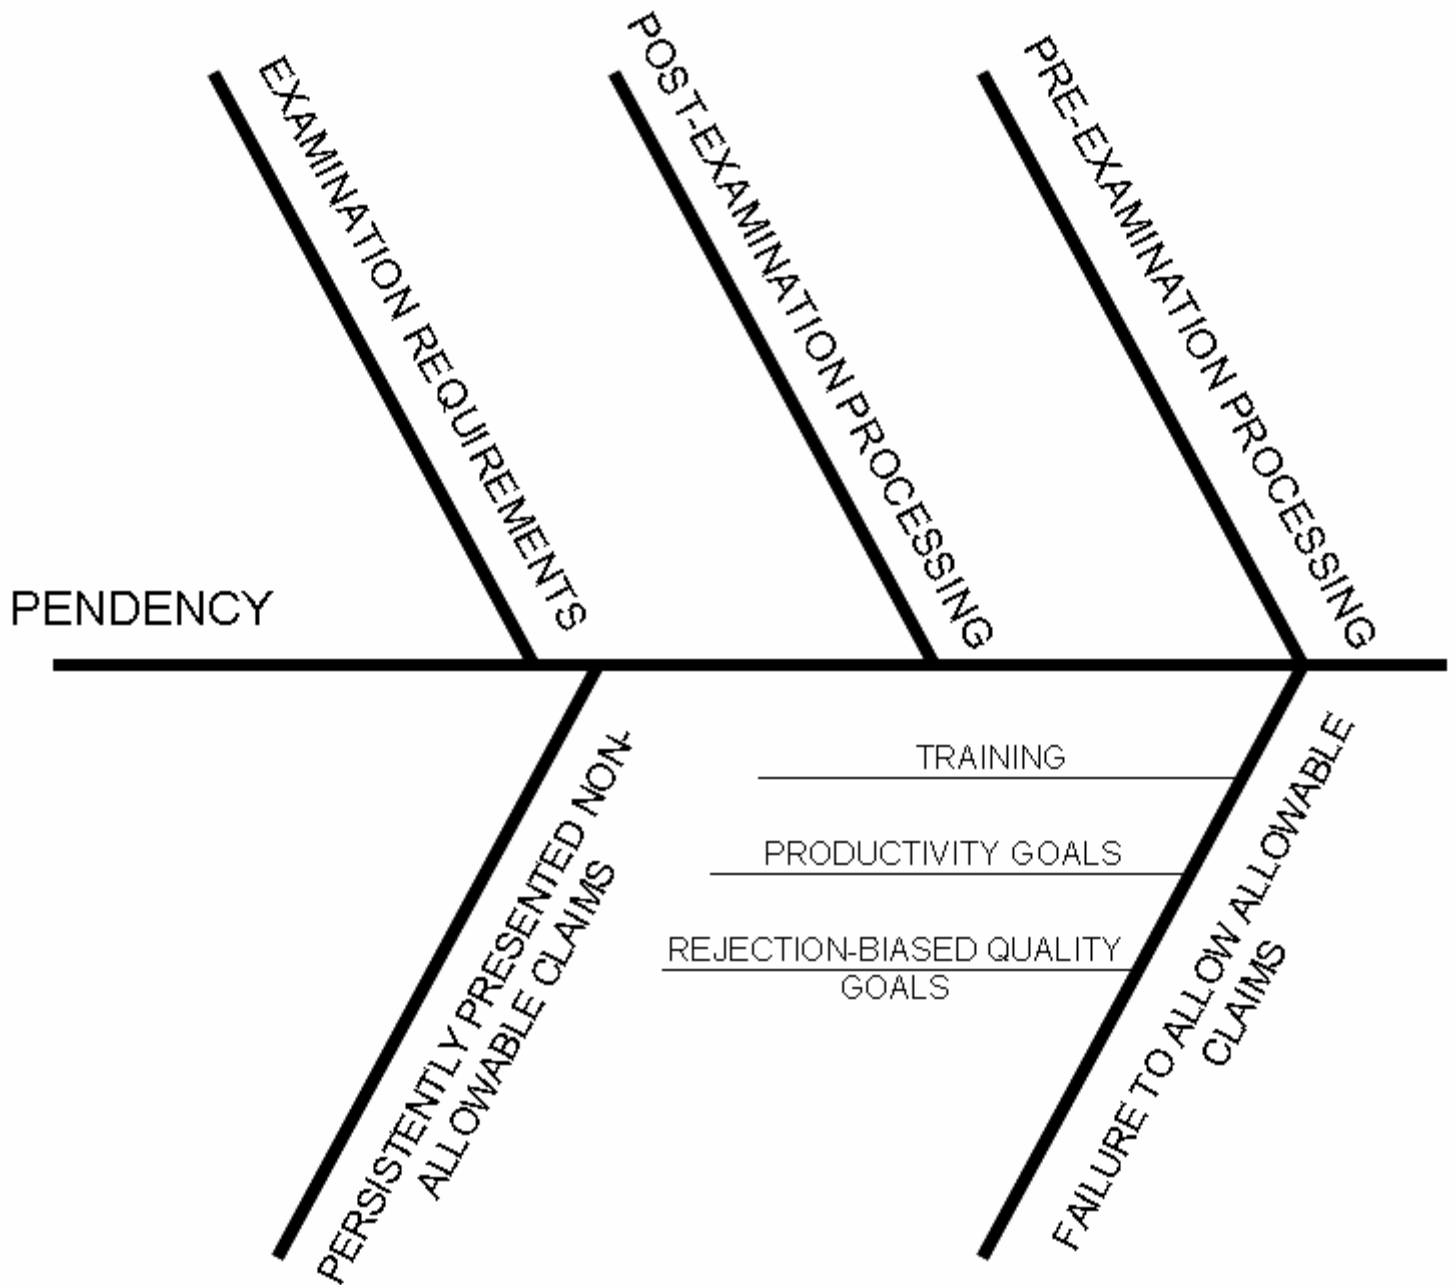 EXAMINATION REQUIREMENTS
POST-EXAMINATION PROCESSING
PRE-EXAMINATION PROCESSING
PENDENCY
PERSISTENTLY PRESENTED NON-
ALLOWABLE CLAIMS
TRAINING
PRODUCTIVITY GOALS
REJECTION-BIASED QUALITY
GOALS
FAILURE TO ALLOW ALLOWABLE
CLAIMS